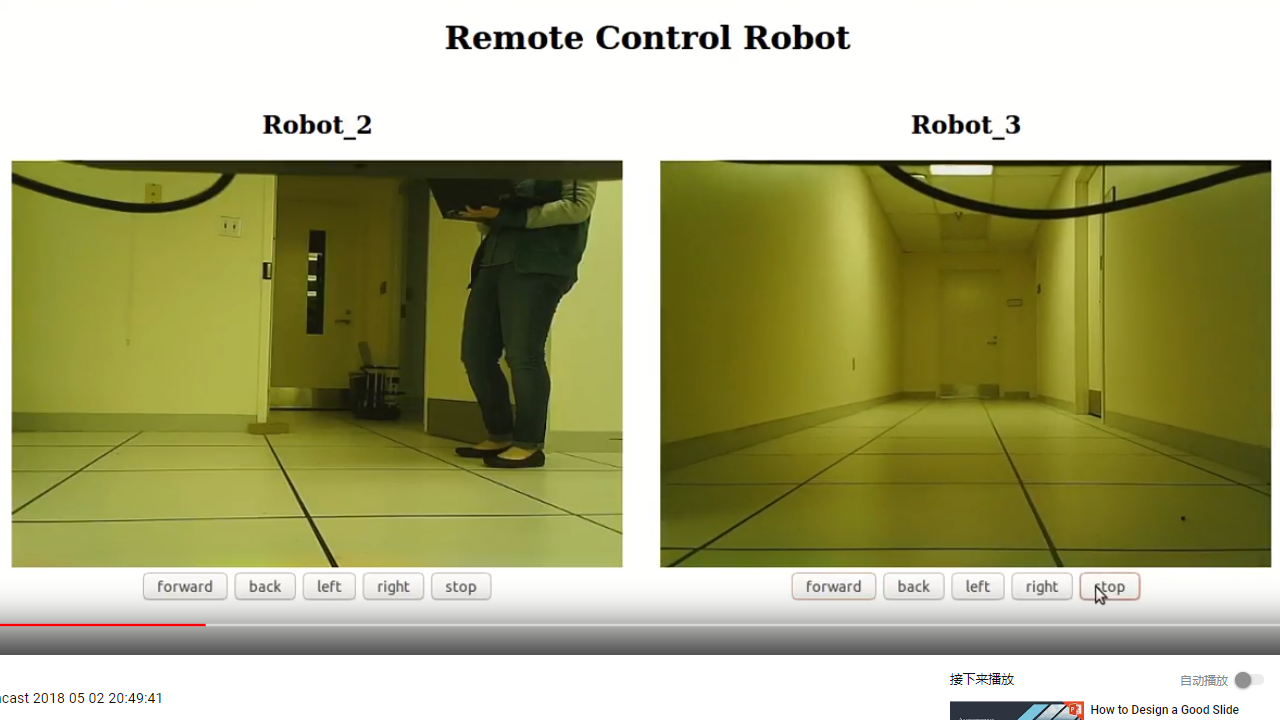 Remote Control Robot
Robot_2
Robot_3
forward back left right stop
forward back left right stop
cast 2018 05 02 20:49:41
接下来播放
自动播放
How to Design a Good Slide